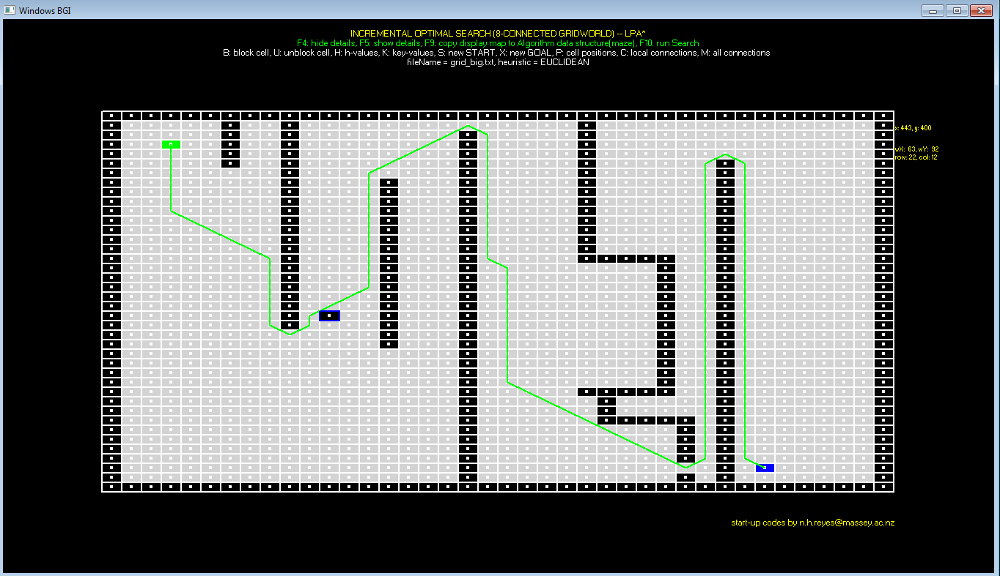 Windows BGI
INCREMENTAL OPTIMAL SEARCH (8-CONNECTED GRIDWORLD) -- LPA*
F4: hide details, F5: show details, F9: copy display map to Algorithm data structure(maze), F10: run Search
B: block cell, U: unblock cell, H: h-values, K: key-values, S: new START, X: new GOAL, P: cell positions, C: local connections, M: all connections
fileName = grid_big.txt, heuristic = EUCLIDEAN
x: 443, y: 400
wX: 63, wY: 92
row: 22, col: 12
start-up codes by n.h.reyes@massey.ac.nz